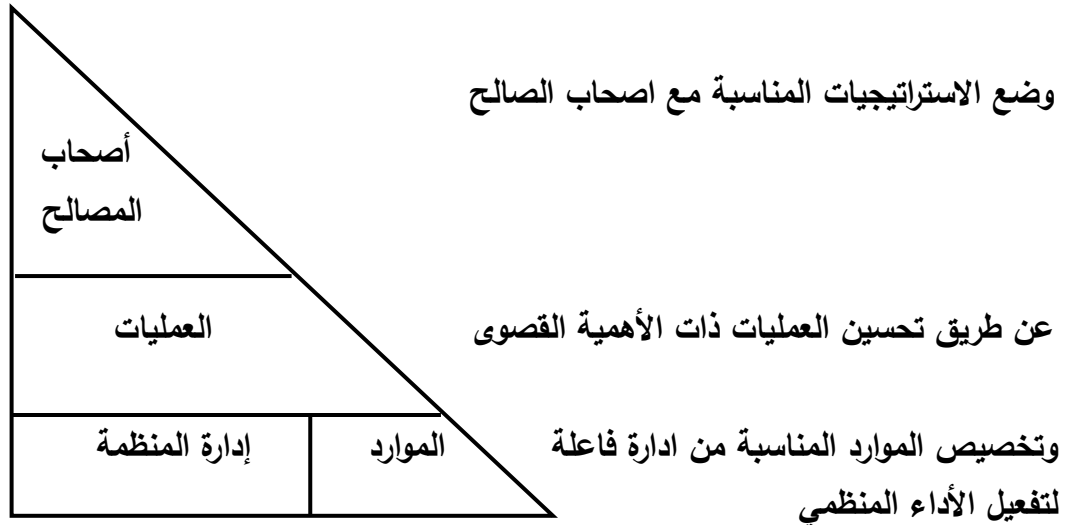 وضع الاستراتيجيات المناسبة مع اصحاب الصالح
أصحاب
المصالح
عن طريق تحسين العمليات ذات الأهمية القصوى
العمليات
وتخصيص الموارد المناسبة من ادارة فاعلة
لتفعيل الأداء المنظمي
الموارد
إدارة المنظمة